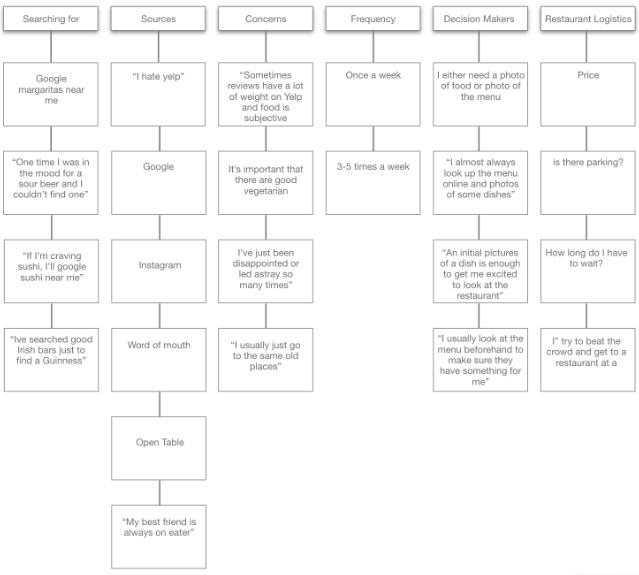 Searching for
Google
margaritas near
me
“One time I was in
the mood for a
sour beer and I
couldn’t find one”
“If I’m craving
sushi, I’ll google
sushi near me”
“Ive searched good
Irish bars just to
find a Guinness”
Sources
“I hate yelp”
Google
Instagram
Word of mouth
Open Table
“My best friend is
always on eater”
Concerns
“Sometimes
reviews have a lot
of weight on Yelp
and food is
subjective
It’s important that
there are good
vegetarian
I’ve just been
disappointed or
led astray so
many times”
“I usually just go
to the same old
places”
Frequency
Once a week
3-5 times a week
Decision Makers
I either need a photo
of food or photo of
the menu
“I almost always
look up the menu
online and photos
of some dishes”
“An initial pictures
of a dish is enough
to get me excited
to look at the
restaurant”
“I usually look at the
menu beforehand to
make sure they
have something for
me”
Restaurant Logistics
Price
is there parking?
How long do I have
to wait?
I” try to beat the
crowd and get to a
restaurant at a